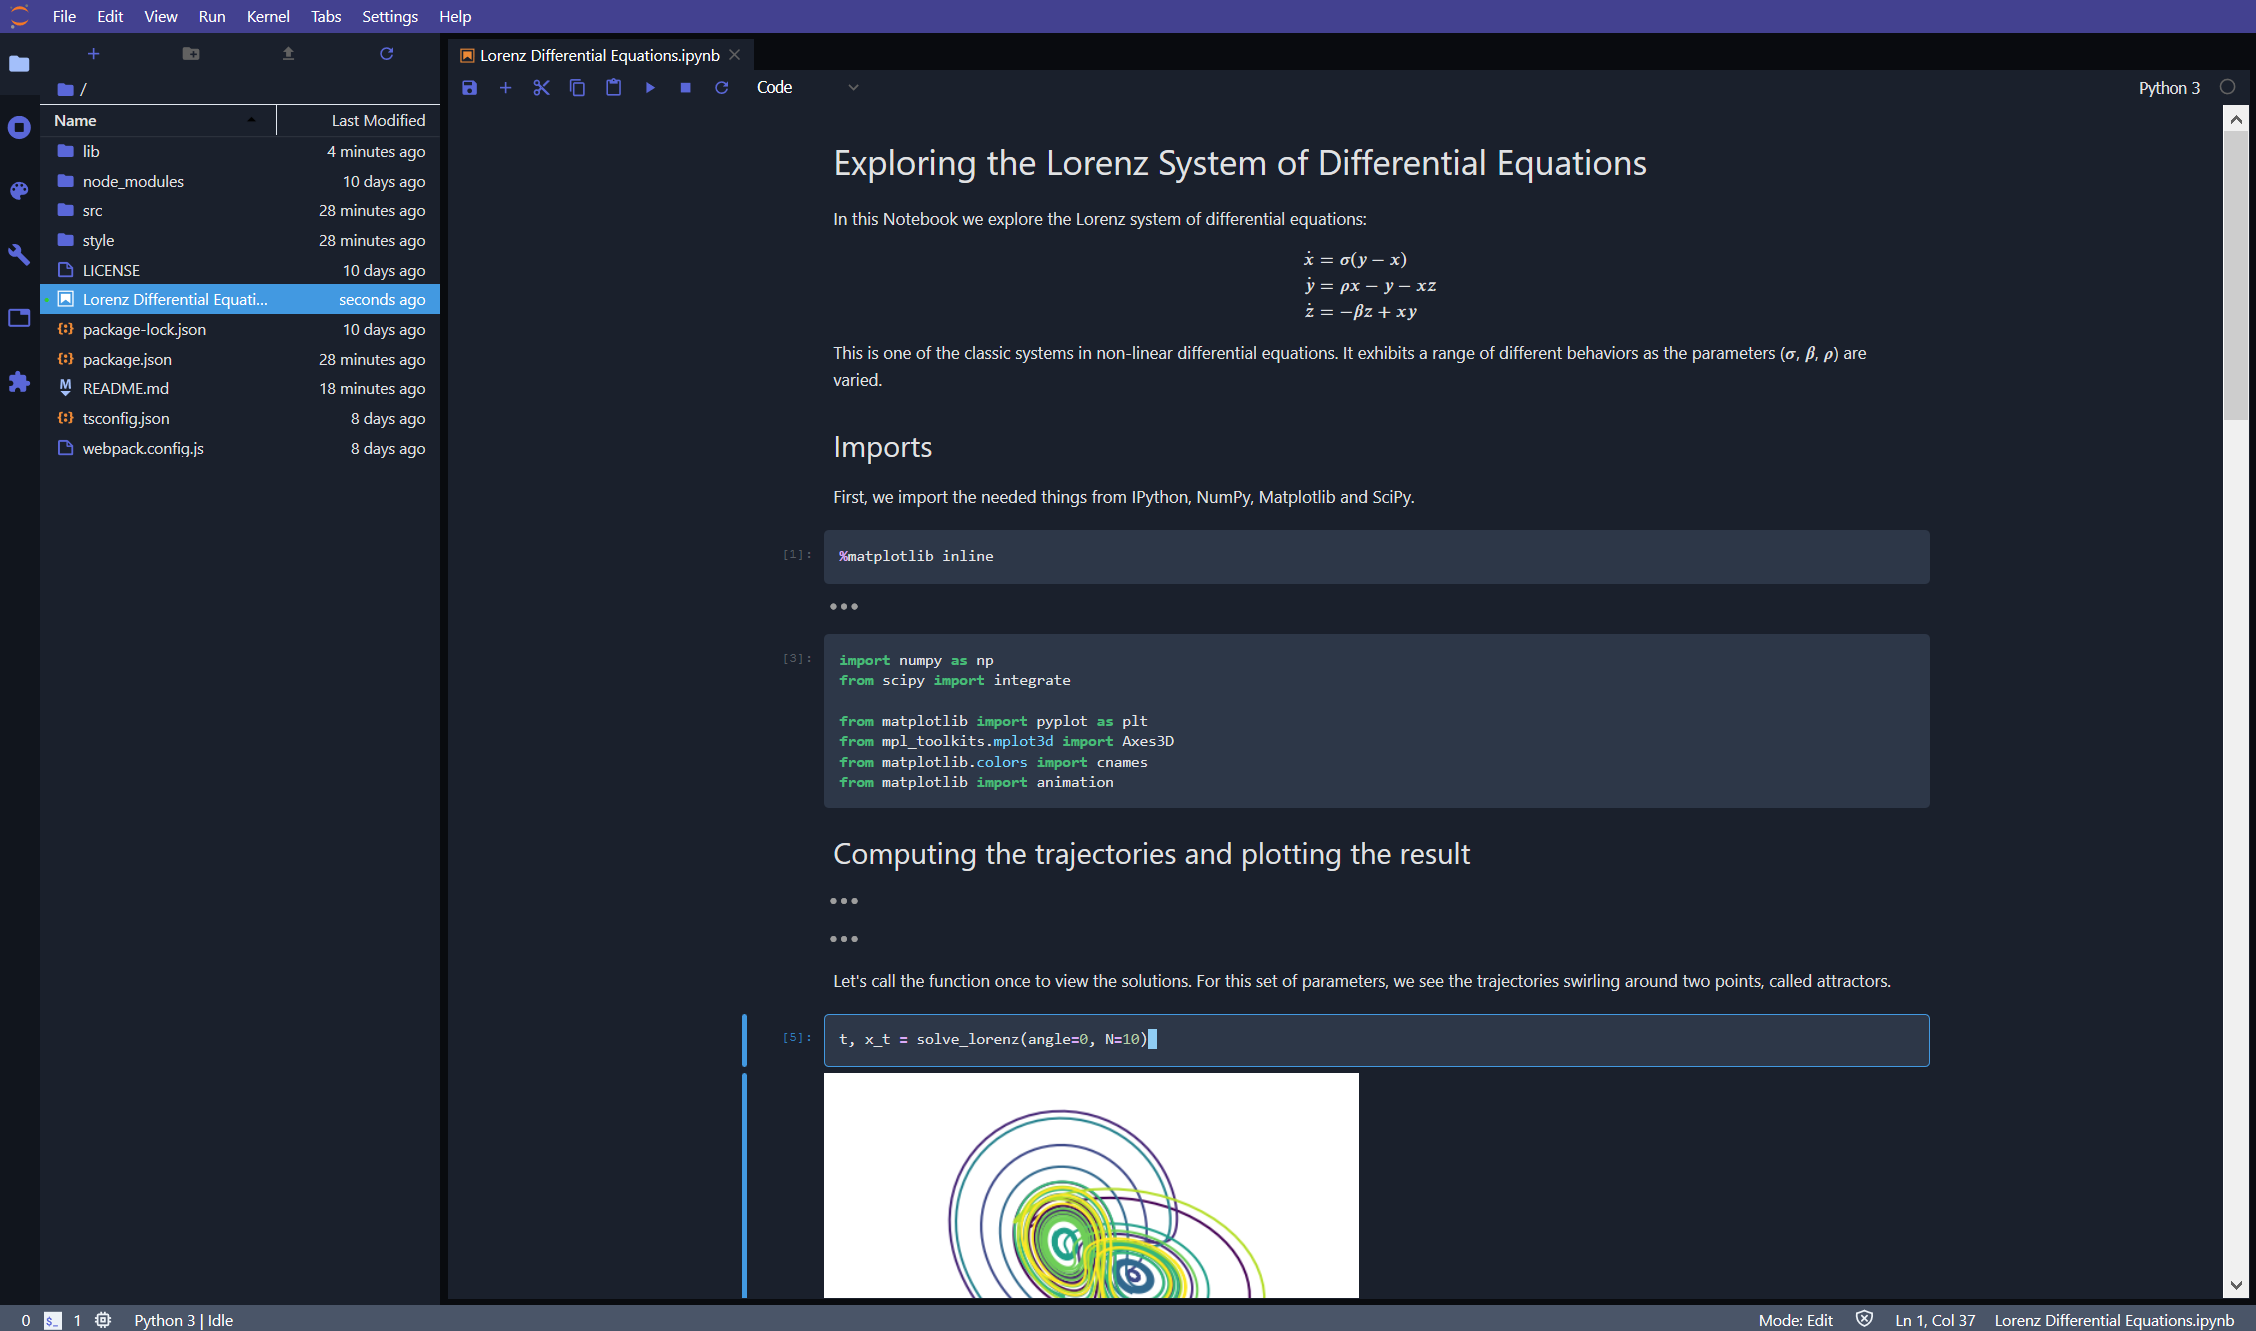 File Edit View Run Kernel Tabs Settings Help
/
Name Last Modified
lib 4 minutes ago
node_modules 10 days ago
src 28 minutes ago
style 28 minutes ago
LICENSE 10 days ago
Lorenz Differential Equati... seconds ago
package-lock.json 10 days ago
package.json 28 minutes ago
README.md 18 minutes ago
tsconfig.json 8 days ago
webpack.config.js 8 days ago
Lorenz Differential Equations.ipynb
Code
Python 3
Exploring the Lorenz System of Differential Equations
In this Notebook we explore the Lorenz system of differential equations:
ẋ = σ(y − x)
ẏ = ρx − y − xz
ż = −βz + xy
This is one of the classic systems in non-linear differential equations. It exhibits a range of different behaviors as the parameters (σ, β, ρ) are
varied.
Imports
First, we import the needed things from IPython, NumPy, Matplotlib and SciPy.
[1]: %matplotlib inline
[3]: import numpy as np
from scipy import integrate
from matplotlib import pyplot as plt
from mpl_toolkits.mplot3d import Axes3D
from matplotlib.colors import cnames
from matplotlib import animation
Computing the trajectories and plotting the result
Let's call the function once to view the solutions. For this set of parameters, we see the trajectories swirling around two points, called attractors.
[5]: t, x_t = solve_lorenz(angle=0, N=10)
0 $_ 1 Python 3 | Idle Mode: Edit Ln 1, Col 37 Lorenz Differential Equations.ipynb